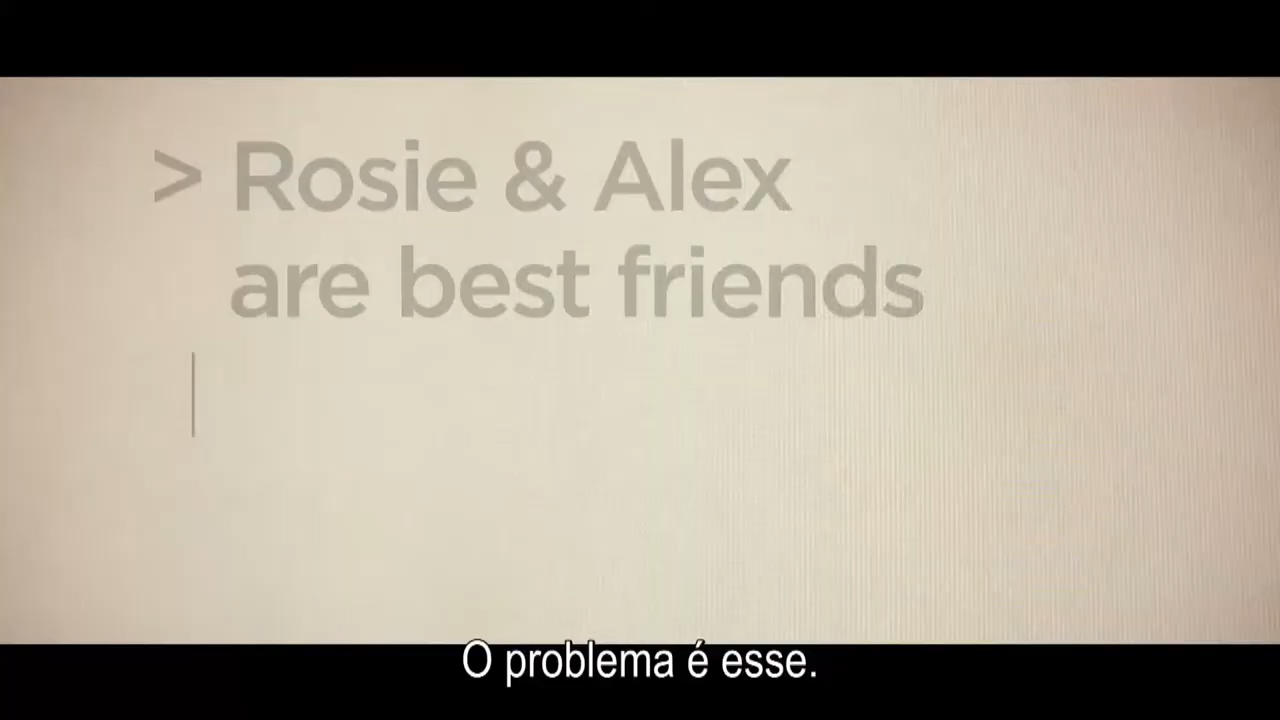 > Rosie & Alex
are best friends
O problema é esse.